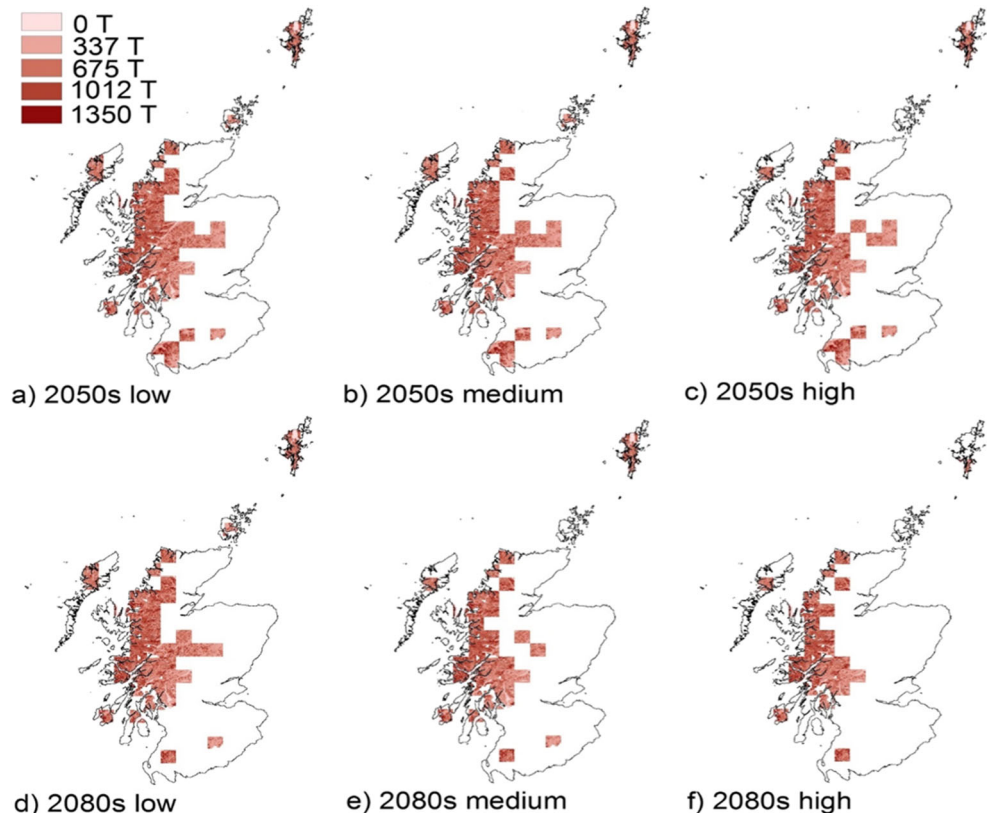 0 T
337 T
675 T
1012 T
1350 T
a) 2050s low
b) 2050s medium
c) 2050s high
d) 2080s low
e) 2080s medium
f) 2080s high